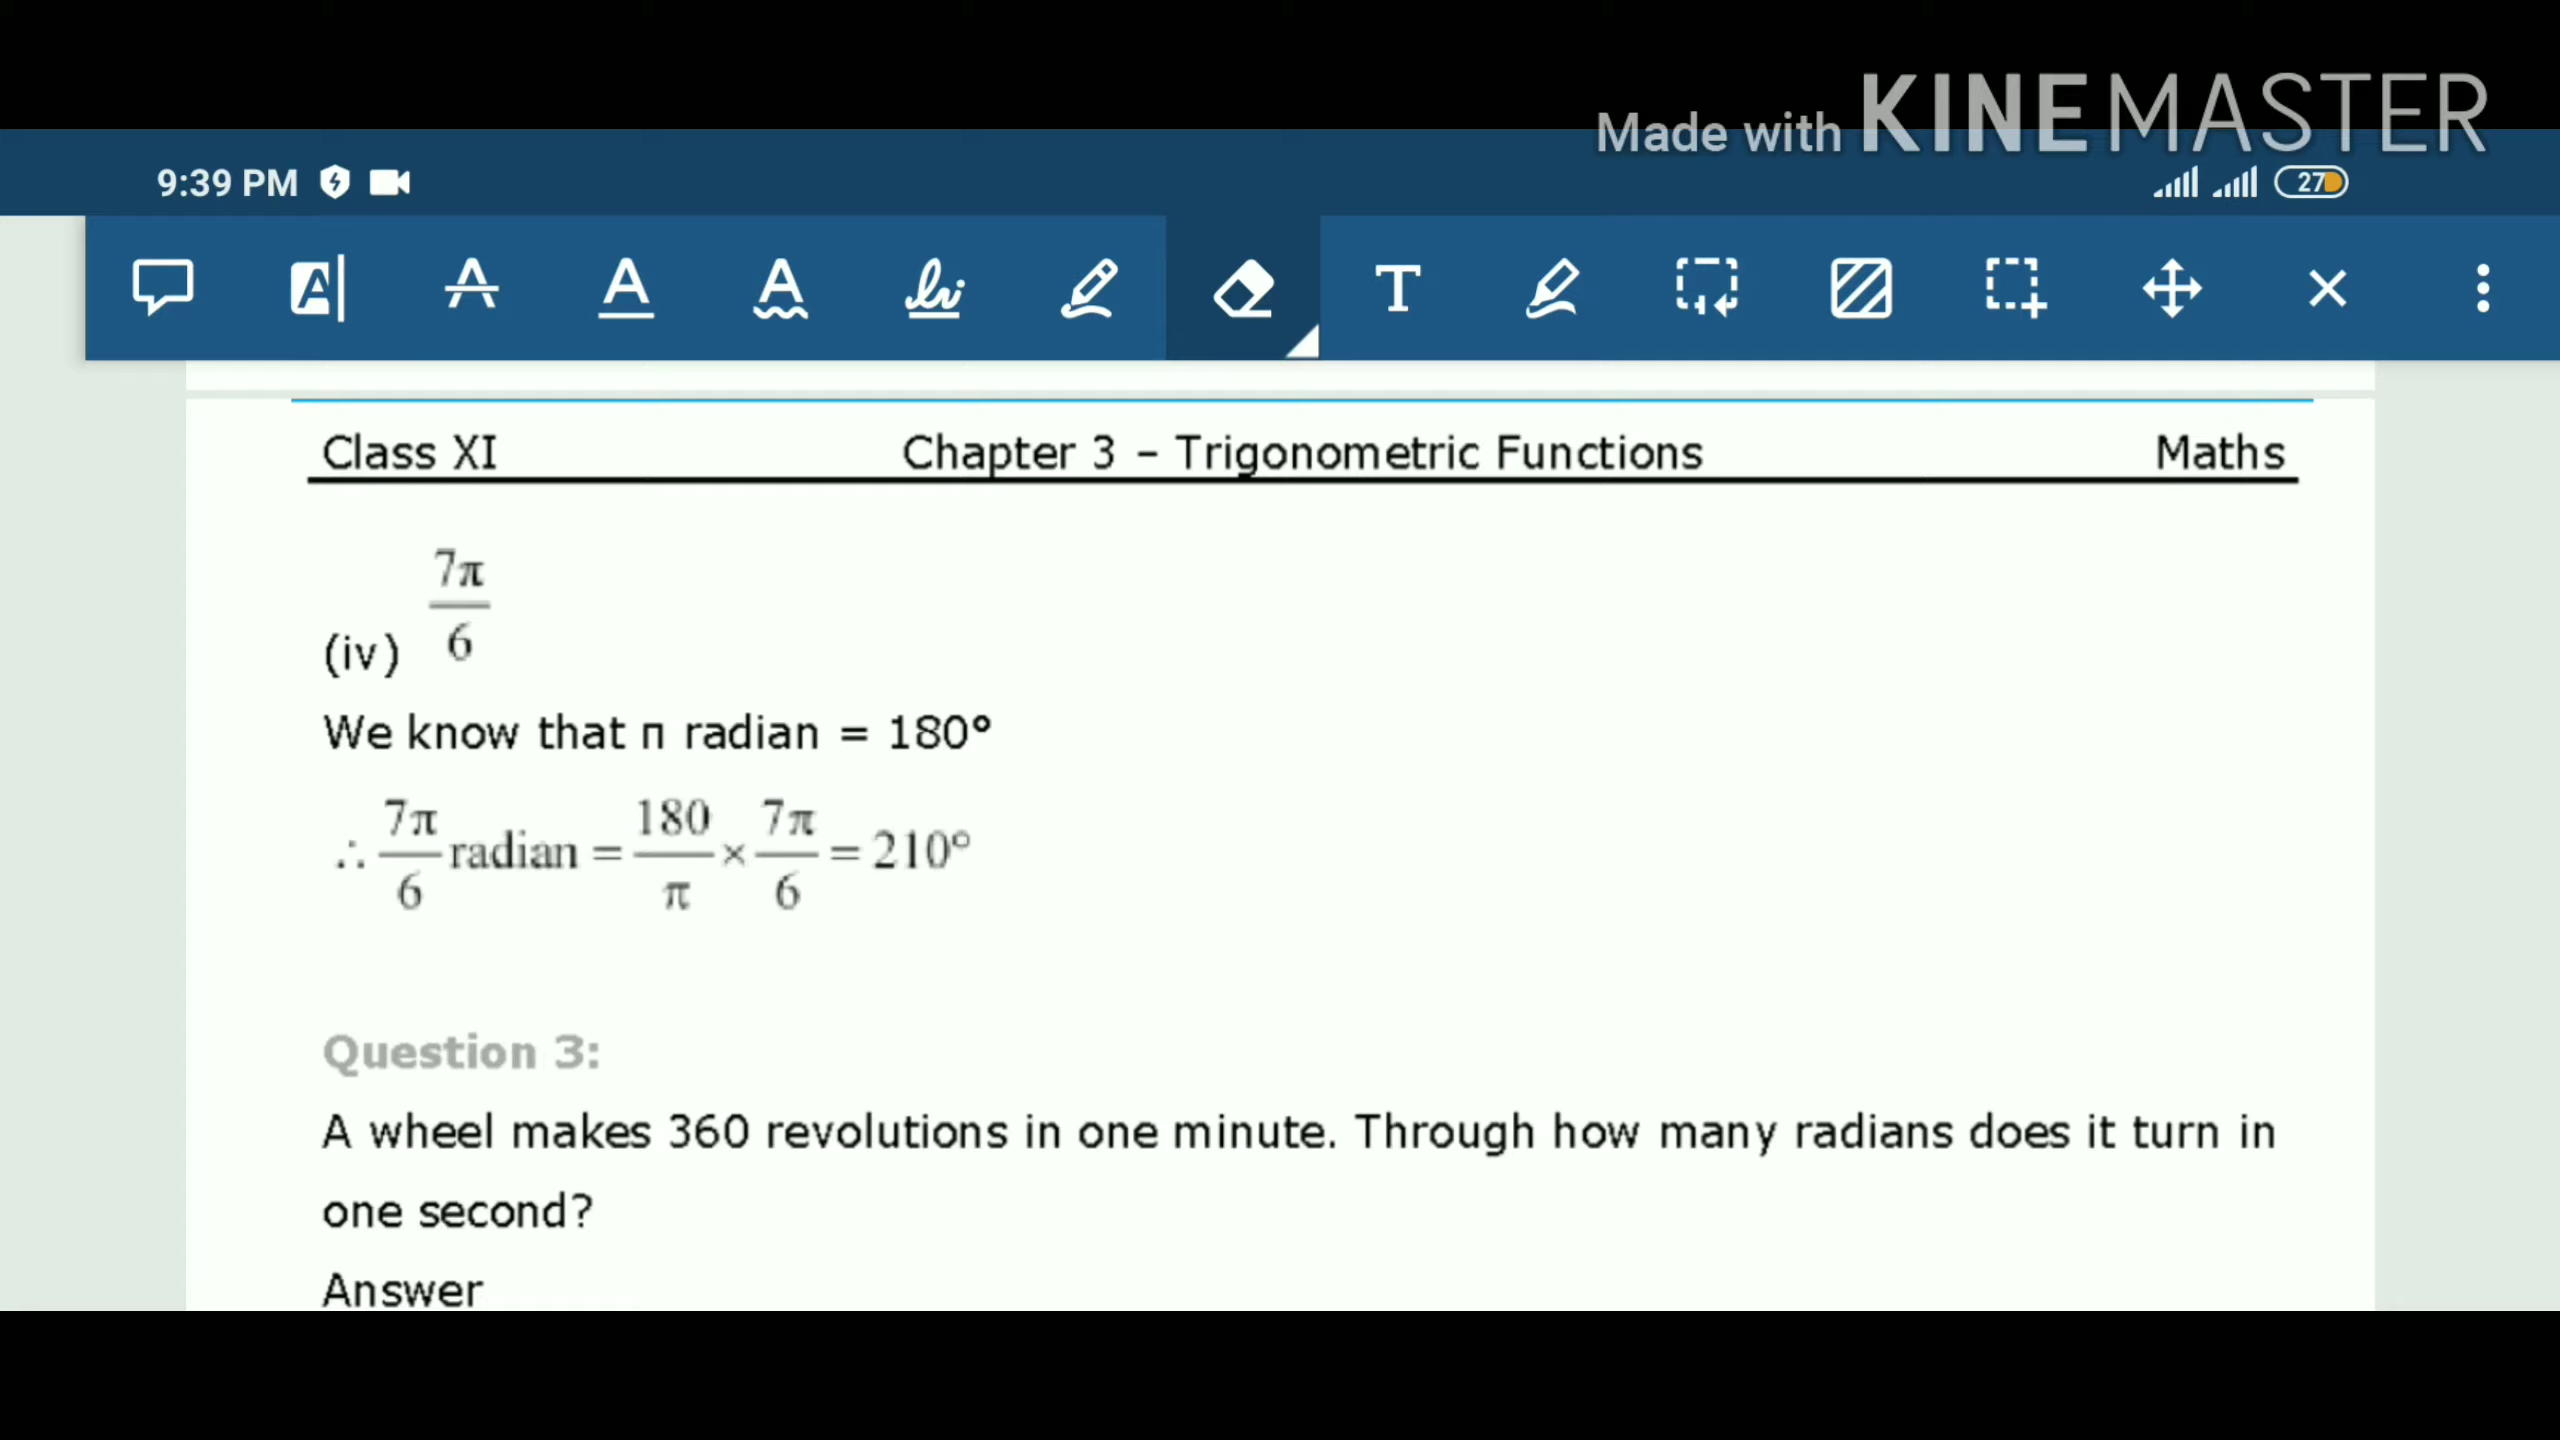 Made with KINEMASTER
9:39 PM 27
Class XI Chapter 3 – Trigonometric Functions Maths
(iv) 7π/6
We know that π radian = 180°
∴ 7π/6 radian = 180/π × 7π/6 = 210°
Question 3:
A wheel makes 360 revolutions in one minute. Through how many radians does it turn in
one second?
Answer